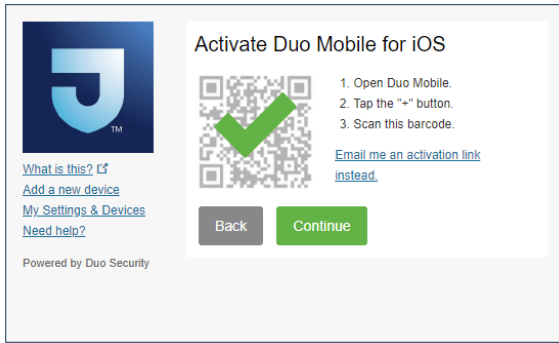 Activate Duo Mobile for iOS
1. Open Duo Mobile.
2. Tap the "+" button.
3. Scan this barcode.
Email me an activation link
instead.
Back
Continue
TM
What is this?
Add a new device
My Settings & Devices
Need help?
Powered by Duo Security